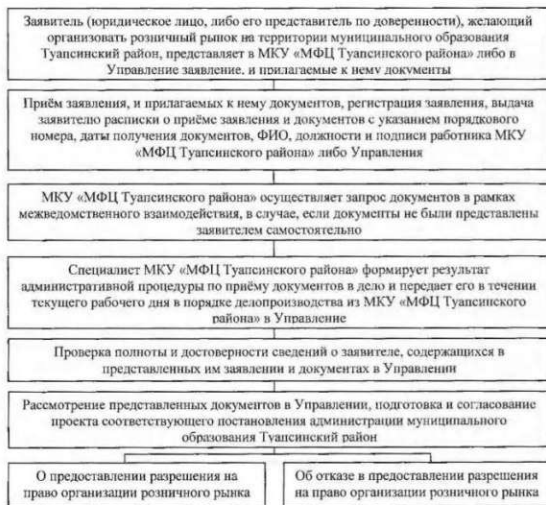 Заявитель (юридическое лицо, либо его представитель по доверенности), желающий
организовать розничный рынок на территории муниципального образования
Туапсинский район, представляет в МКУ «МФЦ Туапсинского района» либо в
Управление заявление, и прилагаемые к нему документы
Приём заявления, и прилагаемых к нему документов, регистрация заявления, выдача
заявителю расписки о приёме заявления и документов с указанием порядкового
номера, даты получения документов, ФИО, должности и подписи работника МКУ
«МФЦ Туапсинского района» либо Управления
МКУ «МФЦ Туапсинского района» осуществляет запрос документов в рамках
межведомственного взаимодействия, в случае, если документы не были представлены
заявителем самостоятельно
Специалист МКУ «МФЦ Туапсинского района» формирует результат
административной процедуры по приёму документов в дело и передает его в течении
текущего рабочего дня в порядке делопроизводства из МКУ «МФЦ Туапсинского
района» в Управление
Проверка полноты и достоверности сведений о заявителе, содержащихся в
представленных им заявлении и документах в Управлении
Рассмотрение представленных документов в Управлении, подготовка и согласование
проекта соответствующего постановления администрации муниципального
образования Туапсинский район
О предоставлении разрешения на
право организации розничного рынка
Об отказе в предоставлении разрешения
на право организации розничного рынка